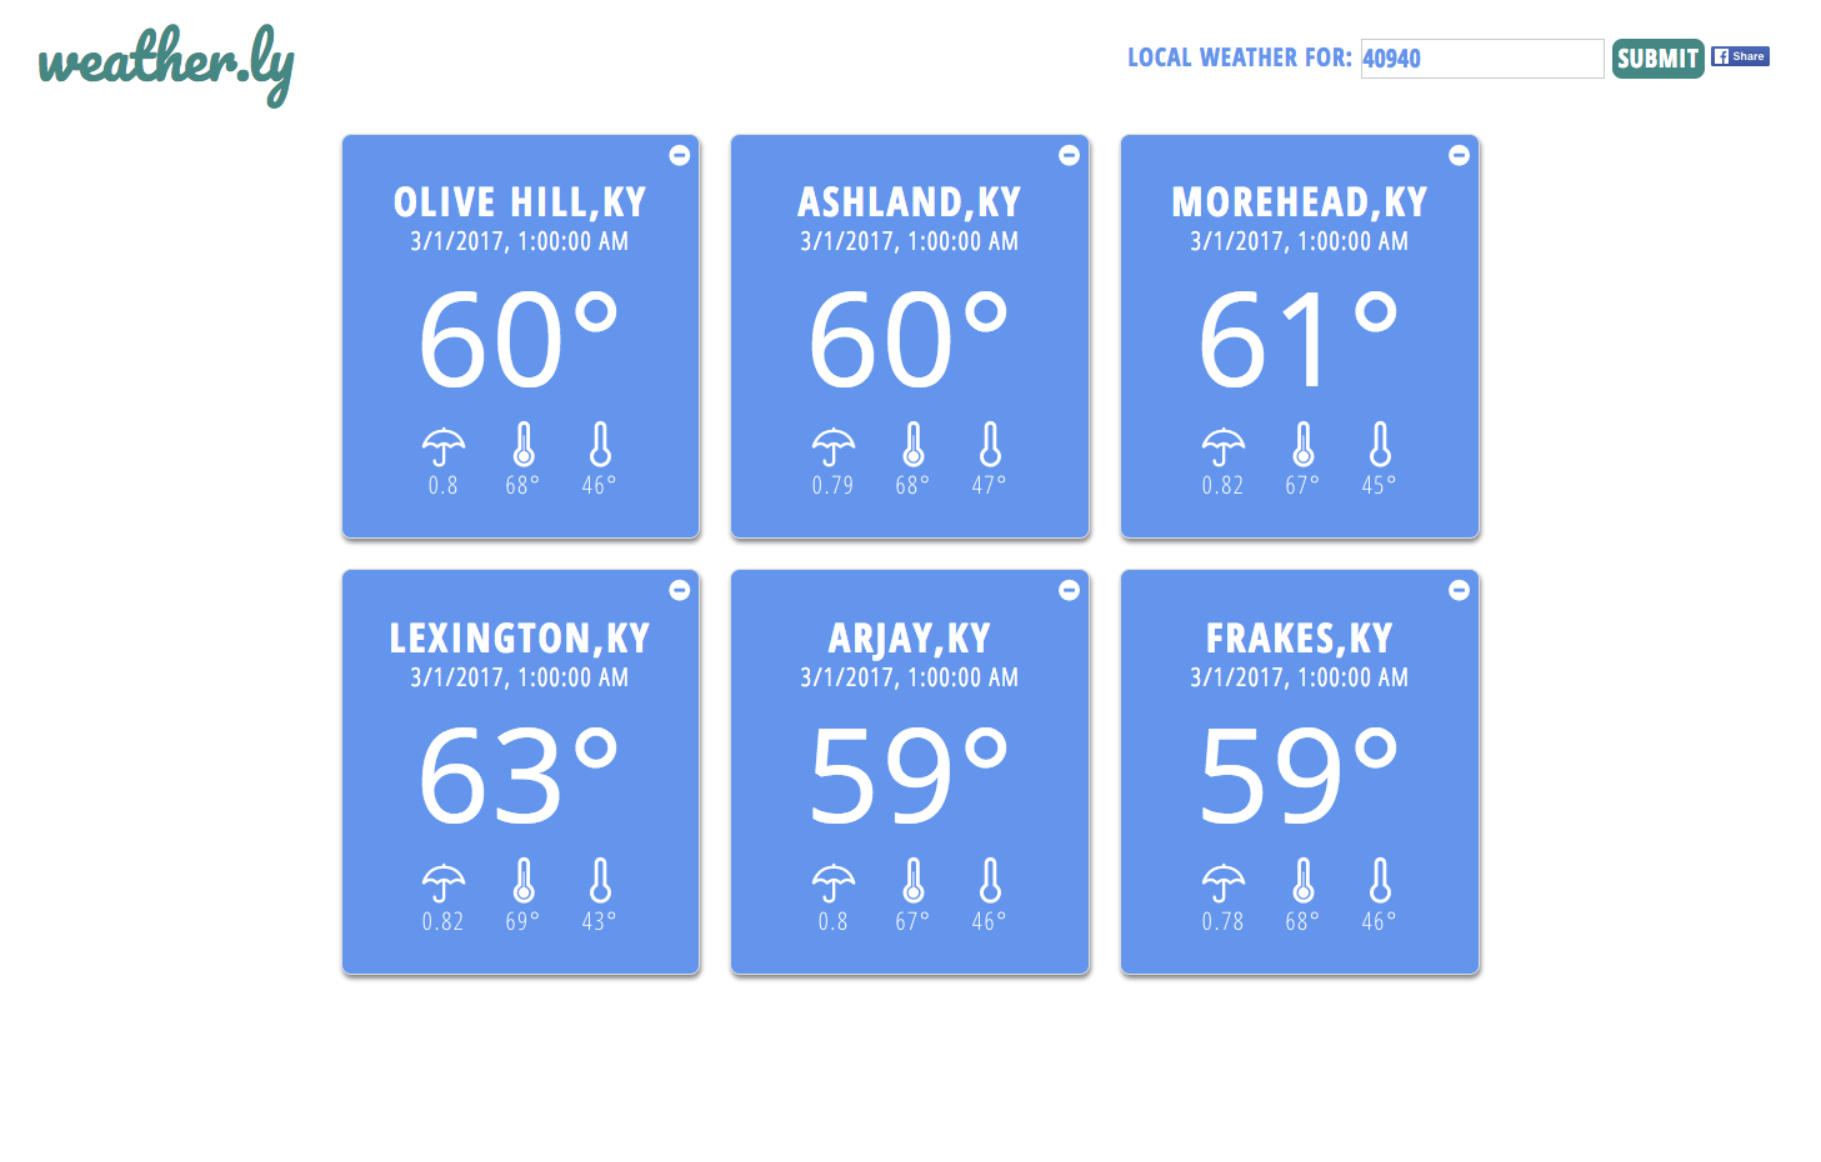 weather.ly
LOCAL WEATHER FOR: 40940 SUBMIT Share
OLIVE HILL,KY
3/1/2017, 1:00:00 AM
60°
0.8 68° 46°
ASHLAND,KY
3/1/2017, 1:00:00 AM
60°
0.79 68° 47°
MOREHEAD,KY
3/1/2017, 1:00:00 AM
61°
0.82 67° 45°
LEXINGTON,KY
3/1/2017, 1:00:00 AM
63°
0.82 69° 43°
ARJAY,KY
3/1/2017, 1:00:00 AM
59°
0.8 67° 46°
FRAKES,KY
3/1/2017, 1:00:00 AM
59°
0.78 68° 46°